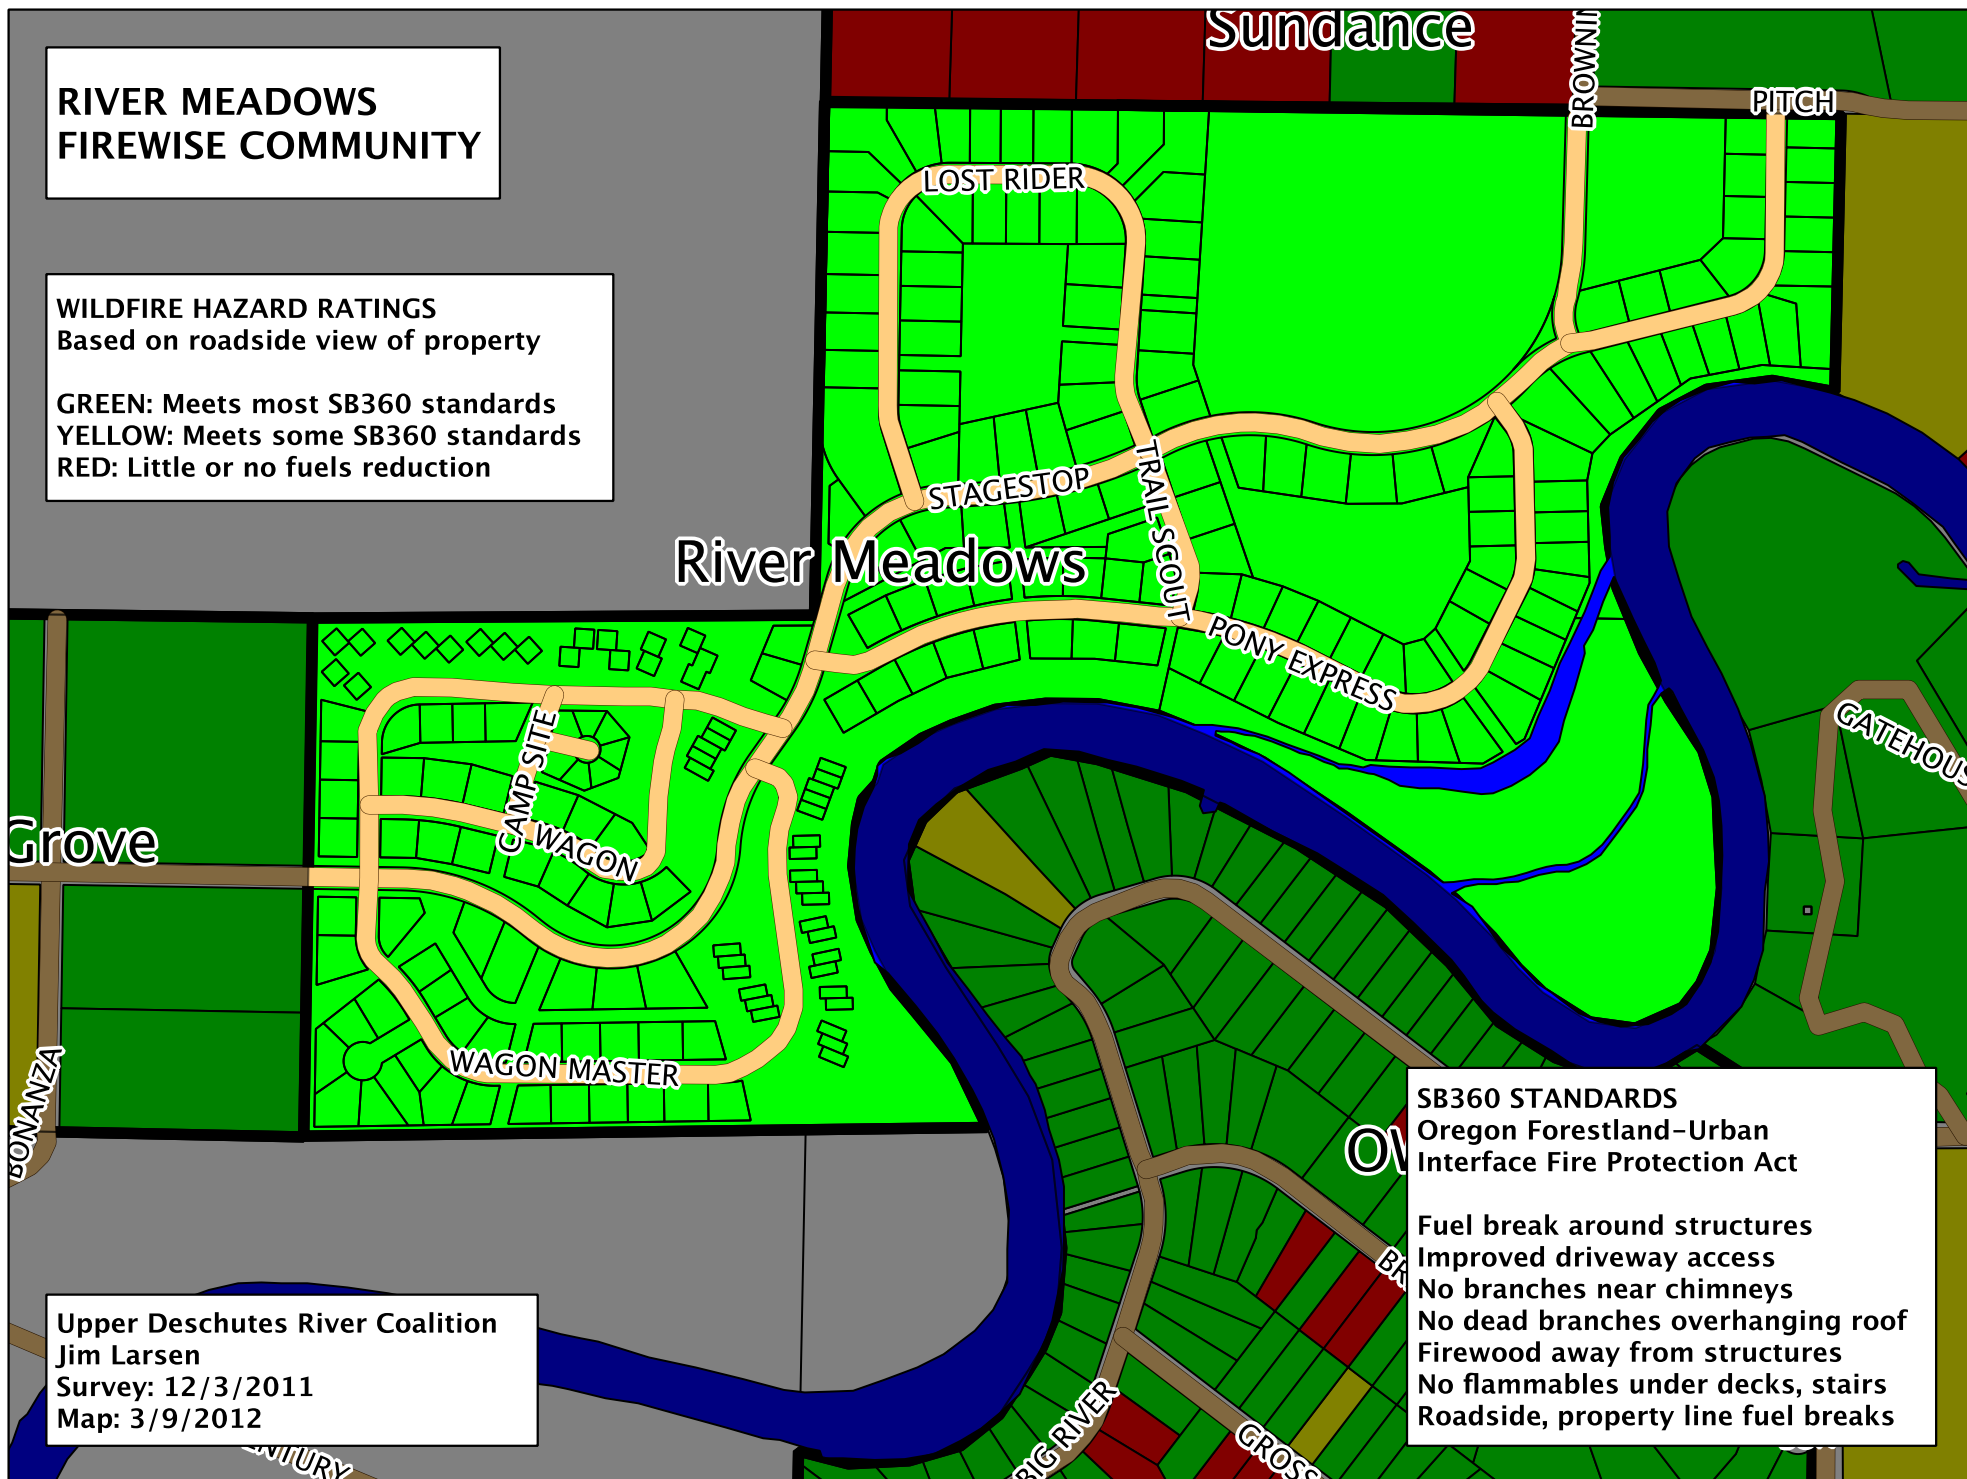 Sundance
BROWNI
PITCH
RIVER MEADOWS
FIREWISE COMMUNITY
LOST RIDER
WILDFIRE HAZARD RATINGS
Based on roadside view of property
GREEN: Meets most SB360 standards
YELLOW: Meets some SB360 standards
RED: Little or no fuels reduction
STAGESTOP
TRAIL SCOUT
River Meadows
PONY EXPRESS
GATEHOUS
CAMP SITE
WAGON
Grove
WAGON MASTER
BONANZA
OW
SB360 STANDARDS
Oregon Forestland-Urban
Interface Fire Protection Act
Fuel break around structures
Improved driveway access
No branches near chimneys
No dead branches overhanging roof
Firewood away from structures
No flammables under decks, stairs
Roadside, property line fuel breaks
BR
Upper Deschutes River Coalition
Jim Larsen
Survey: 12/3/2011
Map: 3/9/2012
ENTURY
BIG RIVER
GROSS